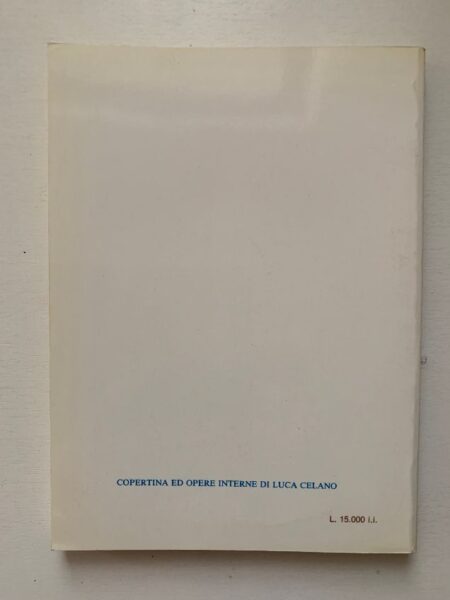 COPERTINA ED OPERE INTERNE DI LUCA CELANO
L. 15.000 i.i.